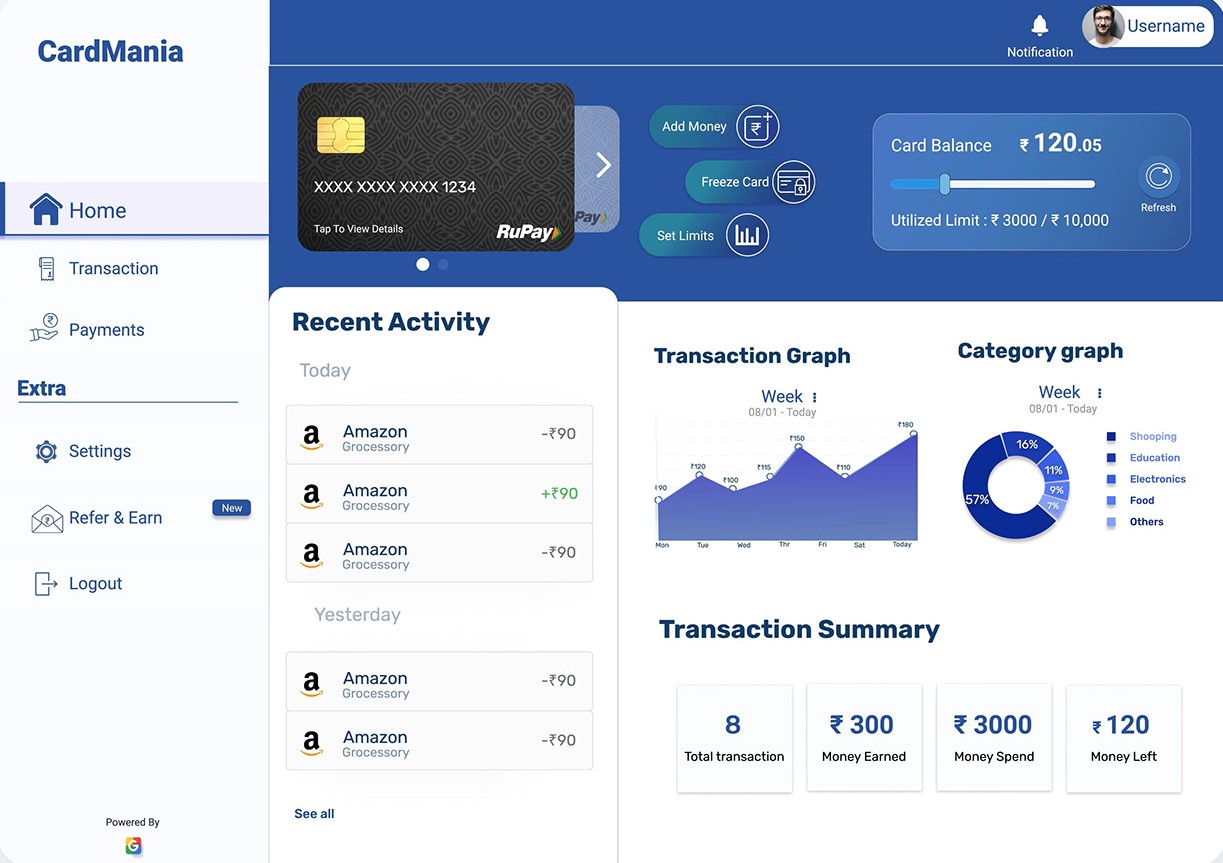 CardMania
Home
Transaction
Payments
Extra
Settings
Refer & Earn
New
Logout
Powered By
Notification
Username
XXXX XXXX XXXX 1234
Tap To View Details
RuPay
Pay
Add Money
Freeze Card
Set Limits
Card Balance ₹ 120.05
Utilized Limit : ₹ 3000 / ₹ 10,000
Refresh
Recent Activity
Today
Amazon -₹90
Grocessory
Amazon +₹90
Grocessory
Amazon -₹90
Grocessory
Yesterday
Amazon -₹90
Grocessory
Amazon -₹90
Grocessory
See all
Transaction Graph
Week
08/01 - Today
₹90
₹120
₹100
₹115
₹150
₹110
₹180
Mon Tue Wed Thr Fri Sat Today
Category graph
Week
08/01 - Today
16%
11%
9%
7%
57%
Shooping
Education
Electronics
Food
Others
Transaction Summary
8
Total transaction
₹ 300
Money Earned
₹ 3000
Money Spend
₹ 120
Money Left